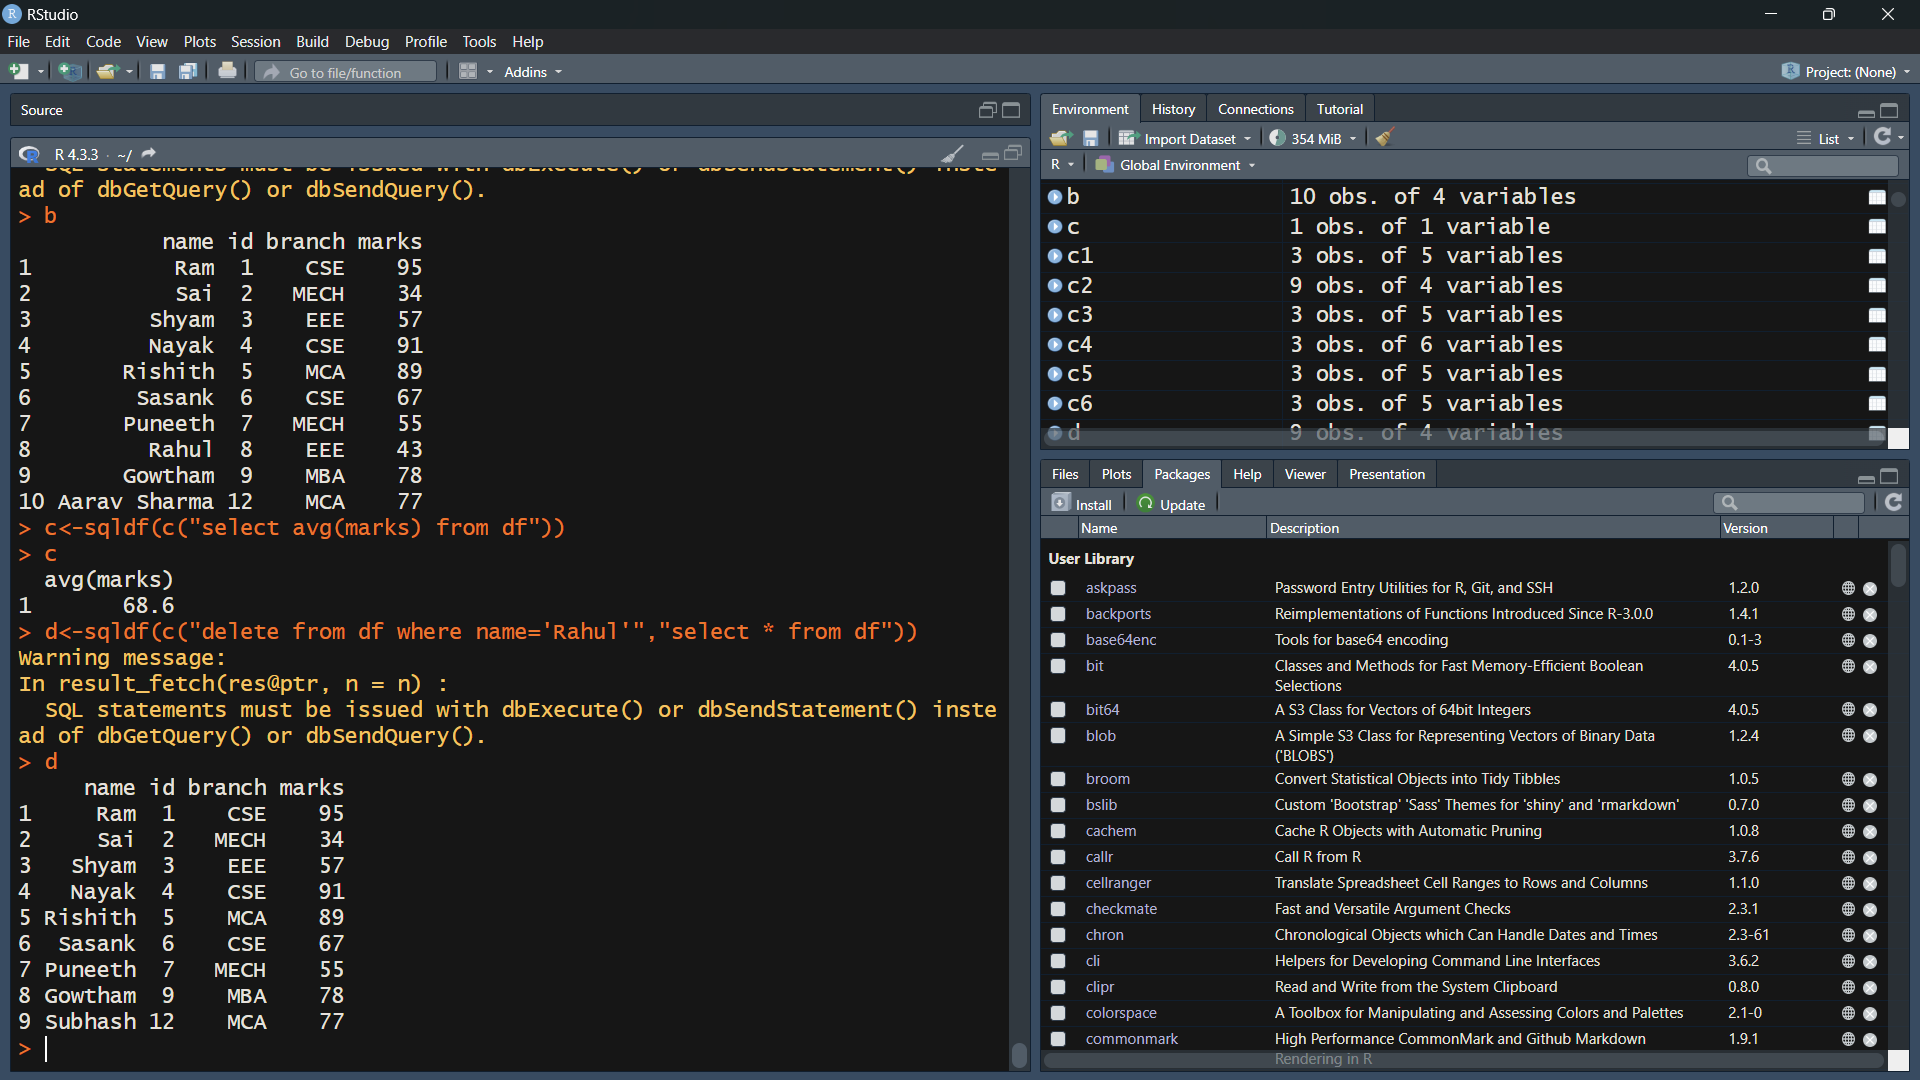 RStudio
File Edit Code View Plots Session Build Debug Profile Tools Help
Go to file/function Addins Project: (None)
Source
R 4.3.3 · ~/
SQL statements must be issued with dbExecute() or dbSendStatement() inste
ad of dbGetQuery() or dbSendQuery().
> b
name id branch marks
1 Ram 1 CSE 95
2 Sai 2 MECH 34
3 Shyam 3 EEE 57
4 Nayak 4 CSE 91
5 Rishith 5 MCA 89
6 Sasank 6 CSE 67
7 Puneeth 7 MECH 55
8 Rahul 8 EEE 43
9 Gowtham 9 MBA 78
10 Aarav Sharma 12 MCA 77
> c<-sqldf(c("select avg(marks) from df"))
> c
avg(marks)
1 68.6
> d<-sqldf(c("delete from df where name='Rahul'","select * from df"))
Warning message:
In result_fetch(res@ptr, n = n) :
SQL statements must be issued with dbExecute() or dbSendStatement() inste
ad of dbGetQuery() or dbSendQuery().
> d
name id branch marks
1 Ram 1 CSE 95
2 Sai 2 MECH 34
3 Shyam 3 EEE 57
4 Nayak 4 CSE 91
5 Rishith 5 MCA 89
6 Sasank 6 CSE 67
7 Puneeth 7 MECH 55
8 Gowtham 9 MBA 78
9 Subhash 12 MCA 77
>
Environment History Connections Tutorial
Import Dataset 354 MiB List
R Global Environment
b 10 obs. of 4 variables
c 1 obs. of 1 variable
c1 3 obs. of 5 variables
c2 9 obs. of 4 variables
c3 3 obs. of 5 variables
c4 3 obs. of 6 variables
c5 3 obs. of 5 variables
c6 3 obs. of 5 variables
d 9 obs. of 4 variables
Files Plots Packages Help Viewer Presentation
Install Update
Name Description Version
User Library
askpass Password Entry Utilities for R, Git, and SSH 1.2.0
backports Reimplementations of Functions Introduced Since R-3.0.0 1.4.1
base64enc Tools for base64 encoding 0.1-3
bit Classes and Methods for Fast Memory-Efficient Boolean 4.0.5
Selections
bit64 A S3 Class for Vectors of 64bit Integers 4.0.5
blob A Simple S3 Class for Representing Vectors of Binary Data 1.2.4
('BLOBS')
broom Convert Statistical Objects into Tidy Tibbles 1.0.5
bslib Custom 'Bootstrap' 'Sass' Themes for 'shiny' and 'rmarkdown' 0.7.0
cachem Cache R Objects with Automatic Pruning 1.0.8
callr Call R from R 3.7.6
cellranger Translate Spreadsheet Cell Ranges to Rows and Columns 1.1.0
checkmate Fast and Versatile Argument Checks 2.3.1
chron Chronological Objects which Can Handle Dates and Times 2.3-61
cli Helpers for Developing Command Line Interfaces 3.6.2
clipr Read and Write from the System Clipboard 0.8.0
colorspace A Toolbox for Manipulating and Assessing Colors and Palettes 2.1-0
commonmark High Performance CommonMark and Github Markdown 1.9.1
Rendering in R